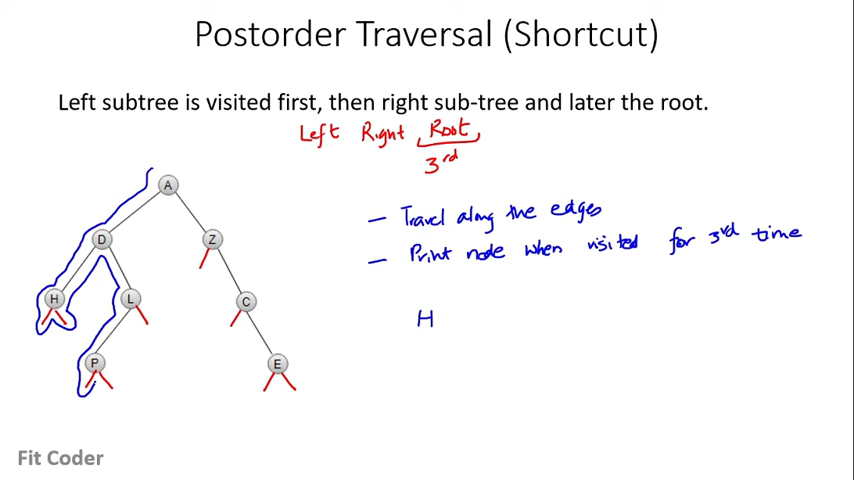 Postorder Traversal (Shortcut)
Left subtree is visited first, then right sub-tree and later the root.
Left Right Root
3rd
A
D
Z
H
L
C
P
E
– Travel along the edges
– Print node when visited for 3rd time
H
Fit Coder